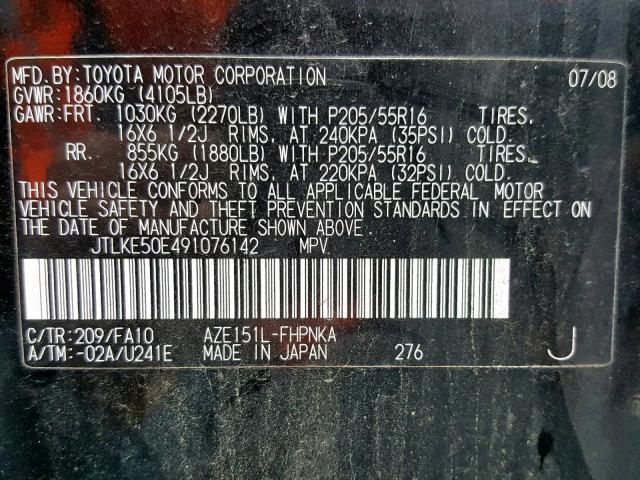 MFD.BY:TOYOTA MOTOR CORPORATION 07/08
GVWR:1860KG (4105LB)
GAWR:FRT. 1030KG (2270LB) WITH P205/55R16 TIRES,
16X6 1/2J RIMS, AT 240KPA (35PSI) COLD.
RR. 855KG (1880LB) WITH P205/55R16 TIRES,
16X6 1/2J RIMS, AT 220KPA (32PSI) COLD.
THIS VEHICLE CONFORMS TO ALL APPLICABLE FEDERAL MOTOR
VEHICLE SAFETY AND THEFT PREVENTION STANDARDS IN EFFECT ON
THE DATE OF MANUFACTURE SHOWN ABOVE.
JTLKE50E491076142 MPV
C/TR:209/FA10 AZE151L-FHPNKA
A/TM:-02A/U241E MADE IN JAPAN 276 J